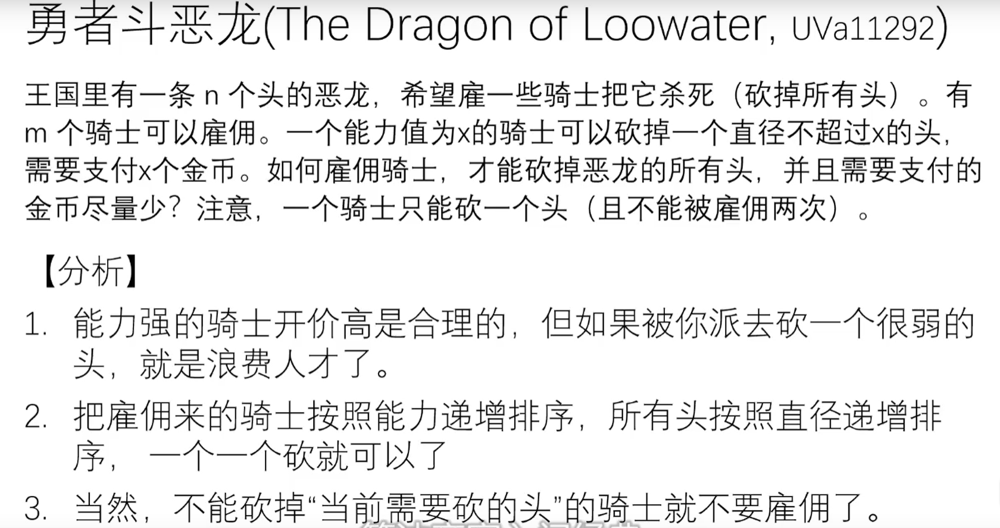 勇者斗恶龙(The Dragon of Loowater, UVa11292)
王国里有一条 n 个头的恶龙，希望雇一些骑士把它杀死（砍掉所有头）。有
m 个骑士可以雇佣。一个能力值为x的骑士可以砍掉一个直径不超过x的头，
需要支付x个金币。如何雇佣骑士，才能砍掉恶龙的所有头，并且需要支付的
金币尽量少？注意，一个骑士只能砍一个头（且不能被雇佣两次）。
【分析】
1. 能力强的骑士开价高是合理的，但如果被你派去砍一个很弱的
头，就是浪费人才了。
2. 把雇佣来的骑士按照能力递增排序，所有头按照直径递增排
序， 一个一个砍就可以了
3. 当然，不能砍掉“当前需要砍的头”的骑士就不要雇佣了。